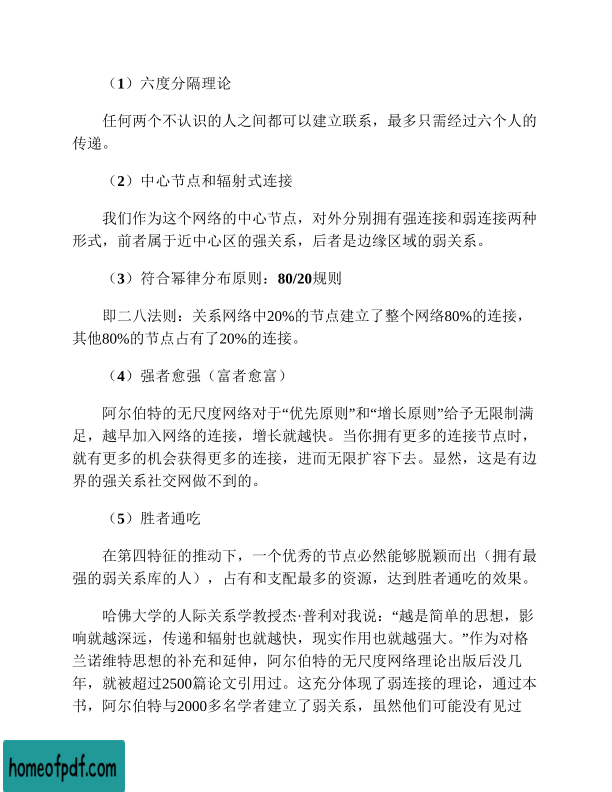 （1）六度分隔理论
任何两个不认识的人之间都可以建立联系，最多只需经过六个人的
传递。
（2）中心节点和辐射式连接
我们作为这个网络的中心节点，对外分别拥有强连接和弱连接两种
形式，前者属于近中心区的强关系，后者是边缘区域的弱关系。
（3）符合幂律分布原则：80/20规则
即二八法则：关系网络中20%的节点建立了整个网络80%的连接，
其他80%的节点占有了20%的连接。
（4）强者愈强（富者愈富）
阿尔伯特的无尺度网络对于“优先原则”和“增长原则”给予无限制满
足，越早加入网络的连接，增长就越快。当你拥有更多的连接节点时，
就有更多的机会获得更多的连接，进而无限扩容下去。显然，这是有边
界的强关系社交网做不到的。
（5）胜者通吃
在第四特征的推动下，一个优秀的节点必然能够脱颖而出（拥有最
强的弱关系库的人），占有和支配最多的资源，达到胜者通吃的效果。
哈佛大学的人际关系学教授杰·普利对我说：“越是简单的思想，影
响就越深远，传递和辐射也就越快，现实作用也就越强大。”作为对格
兰诺维特思想的补充和延伸，阿尔伯特的无尺度网络理论出版后没几
年，就被超过2500篇论文引用过。这充分体现了弱连接的理论，通过本
书，阿尔伯特与2000多名学者建立了弱关系，虽然他们可能没有见过
homeofpdf.com